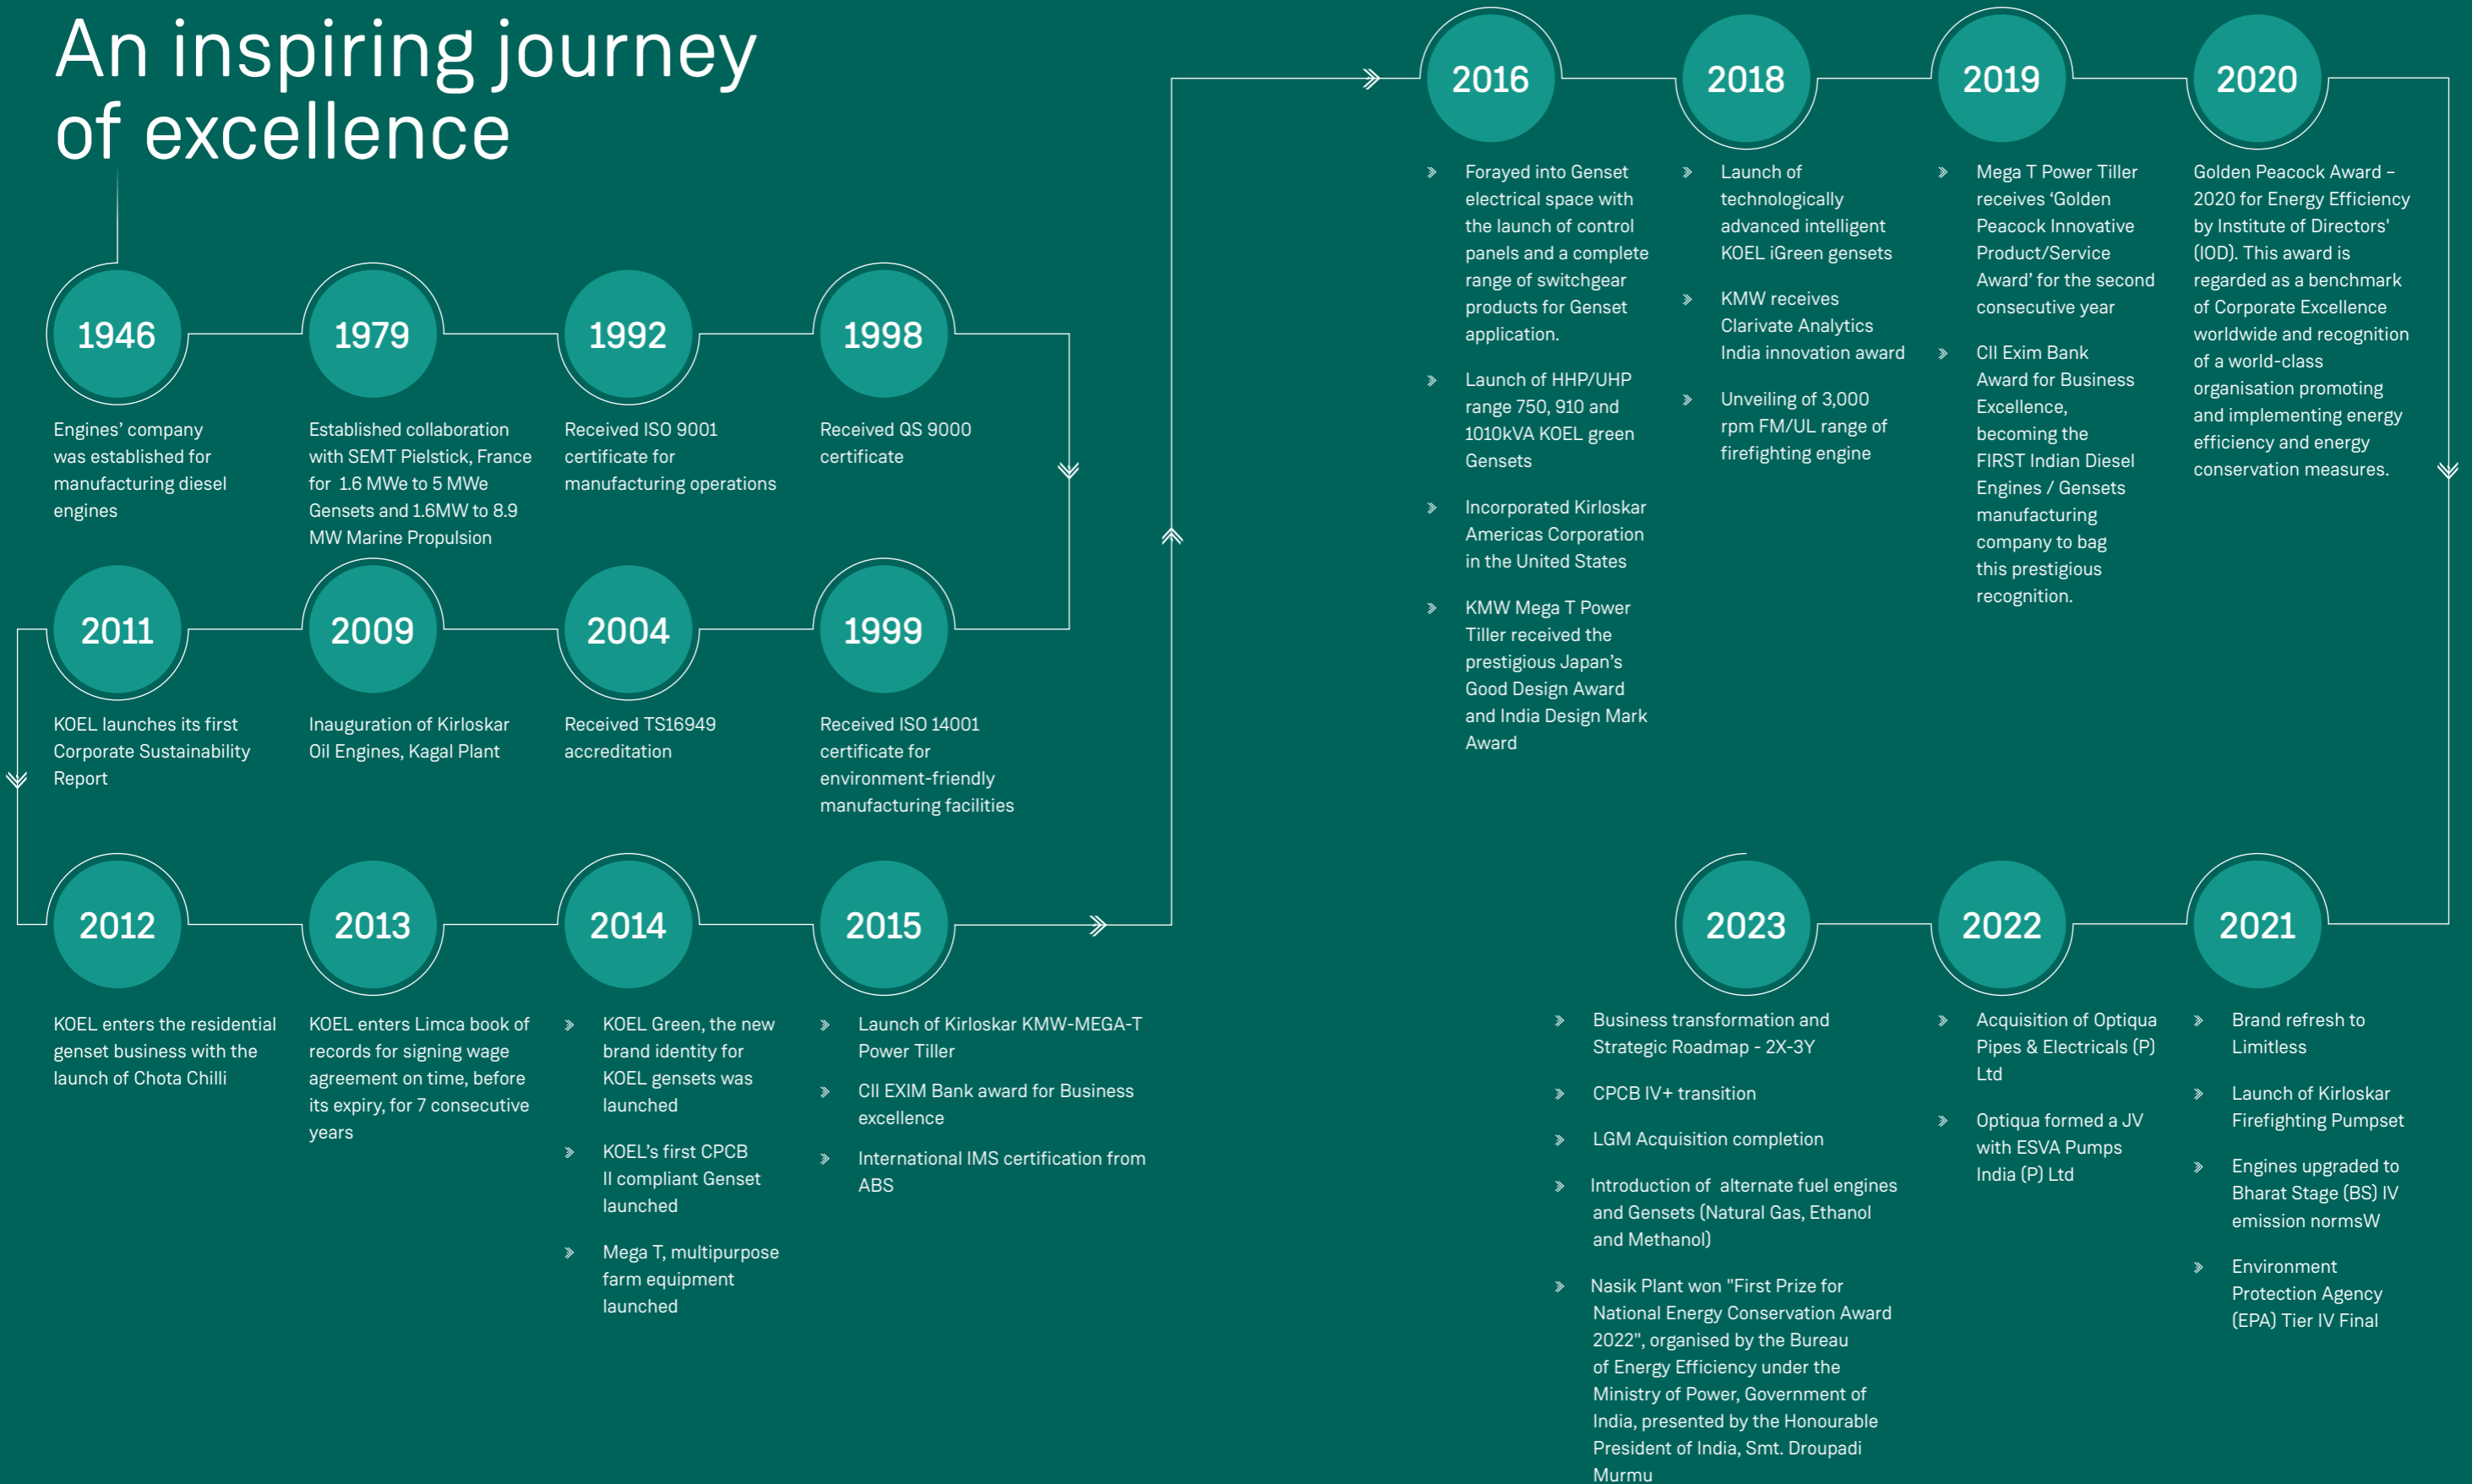 An inspiring journey
of excellence
1946
Engines’ company
was established for
manufacturing diesel
engines
1979
Established collaboration
with SEMT Pielstick, France
for 1.6 MWe to 5 MWe
Gensets and 1.6MW to 8.9
MW Marine Propulsion
1992
Received ISO 9001
certificate for
manufacturing operations
1998
Received QS 9000
certificate
1999
Received ISO 14001
certificate for
environment-friendly
manufacturing facilities
2004
Received TS16949
accreditation
2009
Inauguration of Kirloskar
Oil Engines, Kagal Plant
2011
KOEL launches its first
Corporate Sustainability
Report
2012
KOEL enters the residential
genset business with the
launch of Chota Chilli
2013
KOEL enters Limca book of
records for signing wage
agreement on time, before
its expiry, for 7 consecutive
years
2014
KOEL Green, the new
brand identity for
KOEL gensets was
launched
KOEL’s first CPCB
II compliant Genset
launched
Mega T, multipurpose
farm equipment
launched
2015
Launch of Kirloskar KMW-MEGA-T
Power Tiller
CII EXIM Bank award for Business
excellence
International IMS certification from
ABS
2016
Forayed into Genset
electrical space with
the launch of control
panels and a complete
range of switchgear
products for Genset
application.
Launch of HHP/UHP
range 750, 910 and
1010kVA KOEL green
Gensets
Incorporated Kirloskar
Americas Corporation
in the United States
KMW Mega T Power
Tiller received the
prestigious Japan’s
Good Design Award
and India Design Mark
Award
2018
Launch of
technologically
advanced intelligent
KOEL iGreen gensets
KMW receives
Clarivate Analytics
India innovation award
Unveiling of 3,000
rpm FM/UL range of
firefighting engine
2019
Mega T Power Tiller
receives ‘Golden
Peacock Innovative
Product/Service
Award’ for the second
consecutive year
CII Exim Bank
Award for Business
Excellence,
becoming the
FIRST Indian Diesel
Engines / Gensets
manufacturing
company to bag
this prestigious
recognition.
2020
Golden Peacock Award –
2020 for Energy Efficiency
by Institute of Directors'
(IOD). This award is
regarded as a benchmark
of Corporate Excellence
worldwide and recognition
of a world-class
organisation promoting
and implementing energy
efficiency and energy
conservation measures.
2021
Brand refresh to
Limitless
Launch of Kirloskar
Firefighting Pumpset
Engines upgraded to
Bharat Stage (BS) IV
emission normsW
Environment
Protection Agency
(EPA) Tier IV Final
2022
Acquisition of Optiqua
Pipes & Electricals (P)
Ltd
Optiqua formed a JV
with ESVA Pumps
India (P) Ltd
2023
Business transformation and
Strategic Roadmap - 2X-3Y
CPCB IV+ transition
LGM Acquisition completion
Introduction of alternate fuel engines
and Gensets (Natural Gas, Ethanol
and Methanol)
Nasik Plant won "First Prize for
National Energy Conservation Award
2022", organised by the Bureau
of Energy Efficiency under the
Ministry of Power, Government of
India, presented by the Honourable
President of India, Smt. Droupadi
Murmu